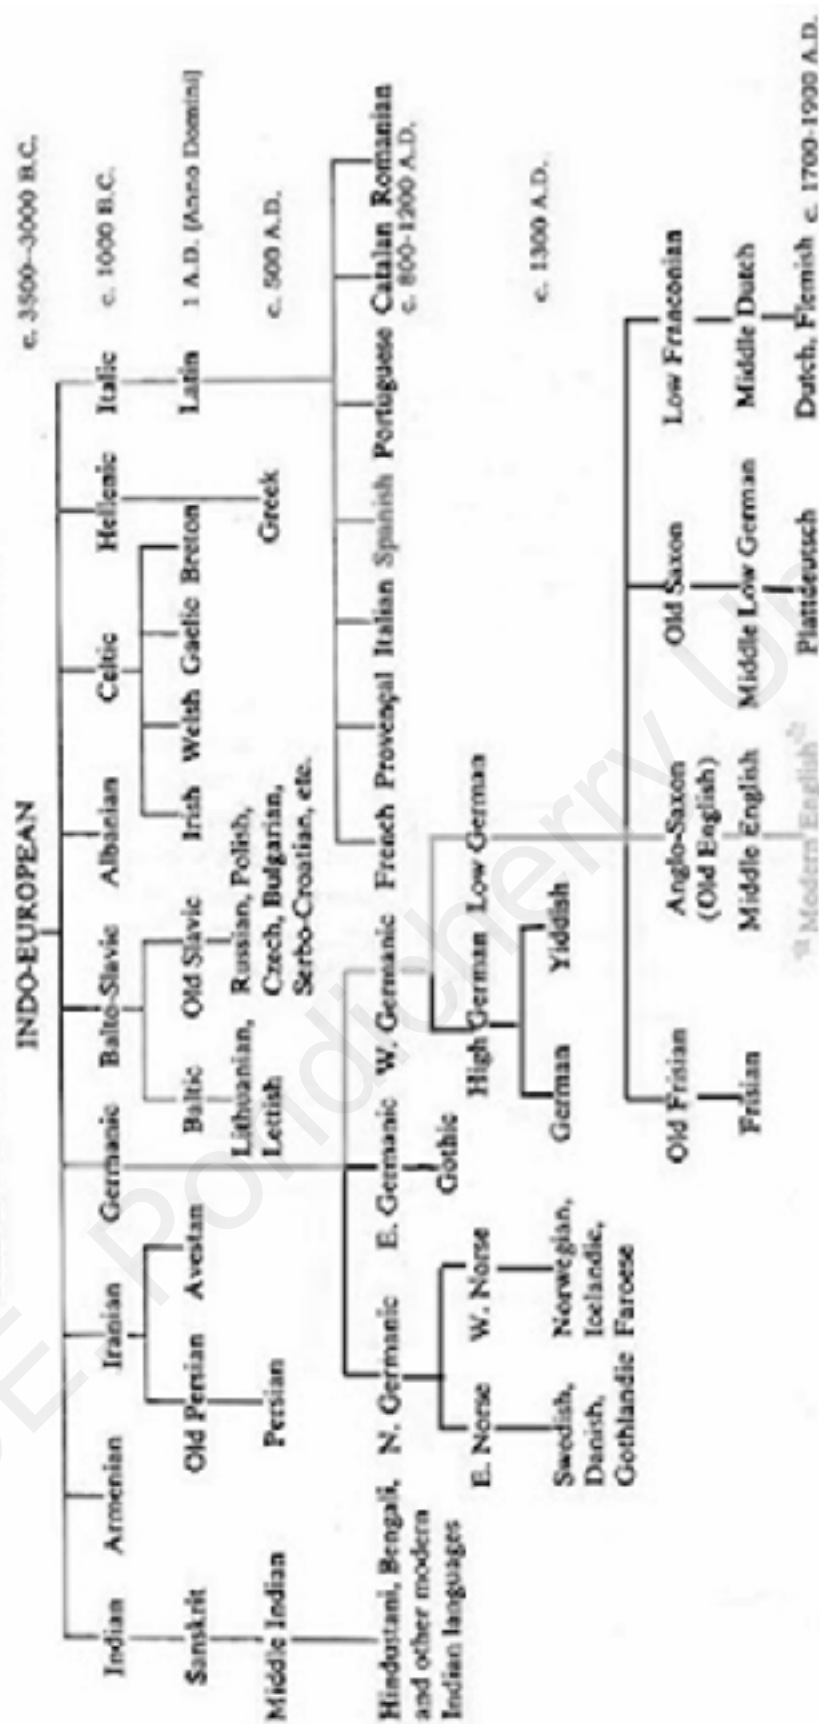 INDO-EUROPEAN
c. 3500-3000 B.C.
Indian Armenian Iranian Germanic Balto-Slavic Albanian Celtic Hellenic Italic c. 1000 B.C.
Sanskrit Old Persian Avestan Baltic Old Slavic Irish Welsh Gaelic Breton Latin 1 A.D. (Anno Domini)
Lithuanian, Russian, Polish,
Middle Indian Persian Lettish Czech, Bulgarian, Greek c. 500 A.D.
Serbo-Croatian, etc.
Hindustani, Bengali, N. Germanic E. Germanic W. Germanic French Provençal Italian Spanish Portuguese Catalan Romanian
and other modern c. 800-1200 A.D.
Indian languages Gothic
E. Norse W. Norse High German Low German
Swedish, Norwegian, German Yiddish c. 1300 A.D.
Danish, Icelandic,
Gothlandic Faroese
Old Frisian Anglo-Saxon Old Saxon Low Franconian
(Old English)
Frisian Middle English Middle Low German Middle Dutch
Modern English Plattdeutsch Dutch, Flemish c. 1700-1900 A.D.
Pondicherry